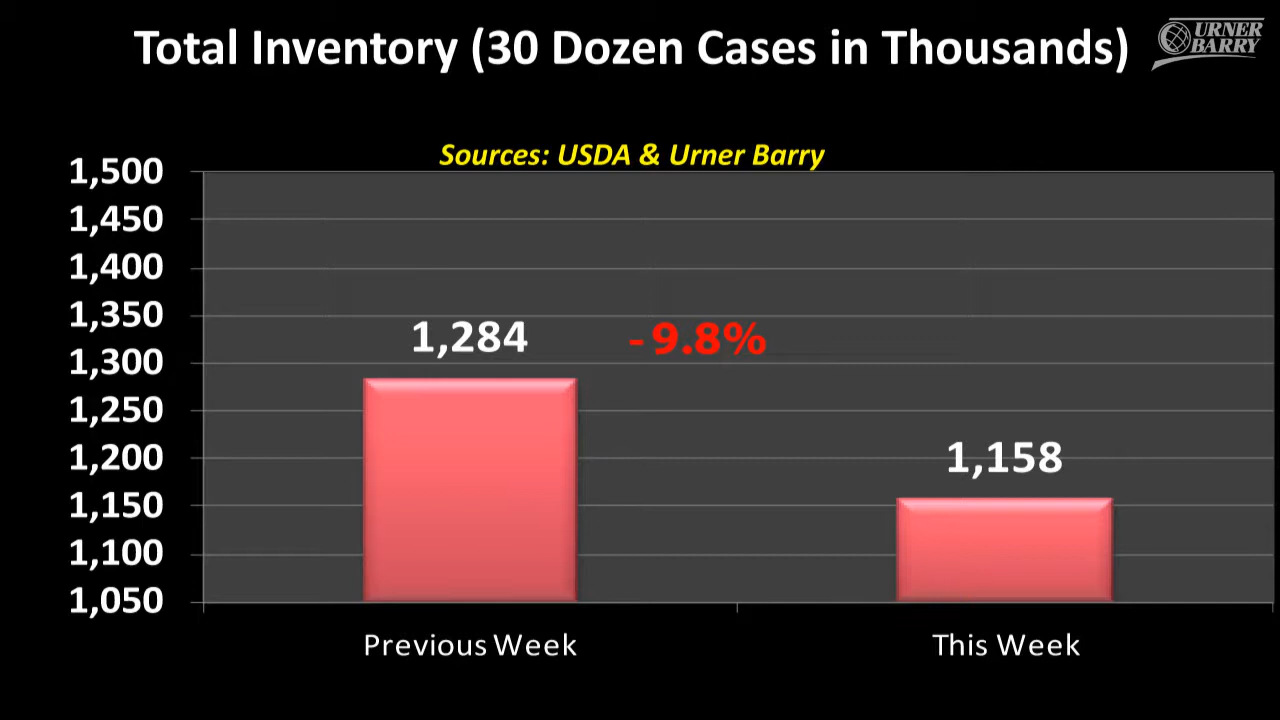 Total Inventory (30 Dozen Cases in Thousands)
URNER
BARRY
Sources: USDA & Urner Barry
1,500
1,450
1,400
1,350
1,300
1,250
1,200
1,150
1,100
1,050
1,284
-9.8%
1,158
Previous Week
This Week